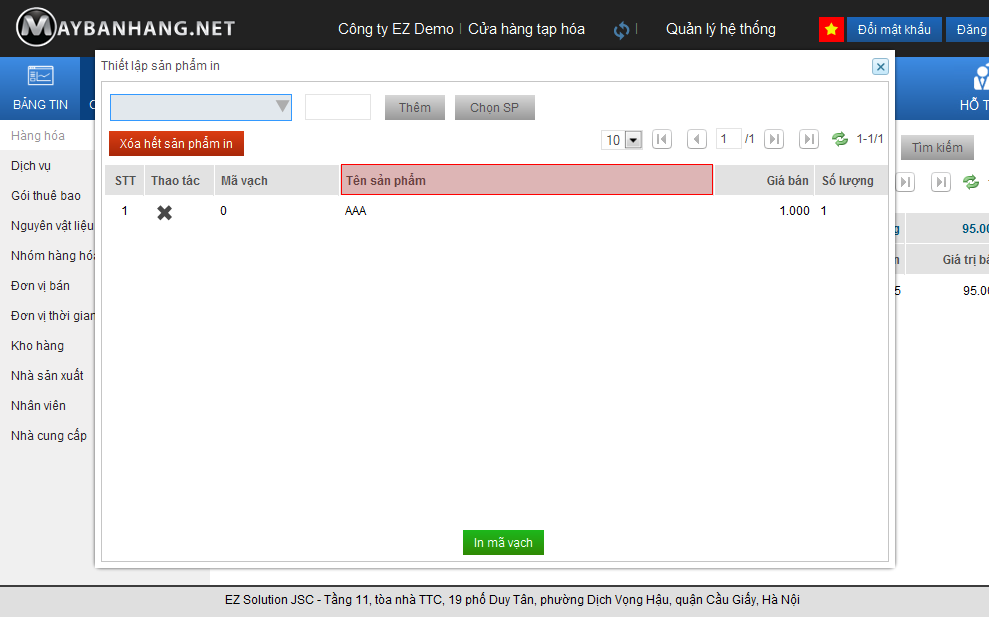 MAYBANHANG.NET
Công ty EZ Demo | Cửa hàng tạp hóa | Quản lý hệ thống
Đổi mật khẩu
Đăng
BẢNG TIN
HỖ T
Thiết lập sản phẩm in
Thêm
Chọn SP
Xóa hết sản phẩm in
10
1 /1
1-1/1
STT Thao tác Mã vạch Tên sản phẩm Giá bán Số lượng
1 0 AAA 1.000 1
In mã vạch
Hàng hóa
Dịch vụ
Gói thuê bao
Nguyên vật liệu
Nhóm hàng hóa
Đơn vị bán
Đơn vị thời gian
Kho hàng
Nhà sản xuất
Nhân viên
Nhà cung cấp
Tìm kiếm
g 95.00
n Giá trị bá
5 95.00
EZ Solution JSC - Tầng 11, tòa nhà TTC, 19 phố Duy Tân, phường Dịch Vọng Hậu, quận Cầu Giấy, Hà Nội